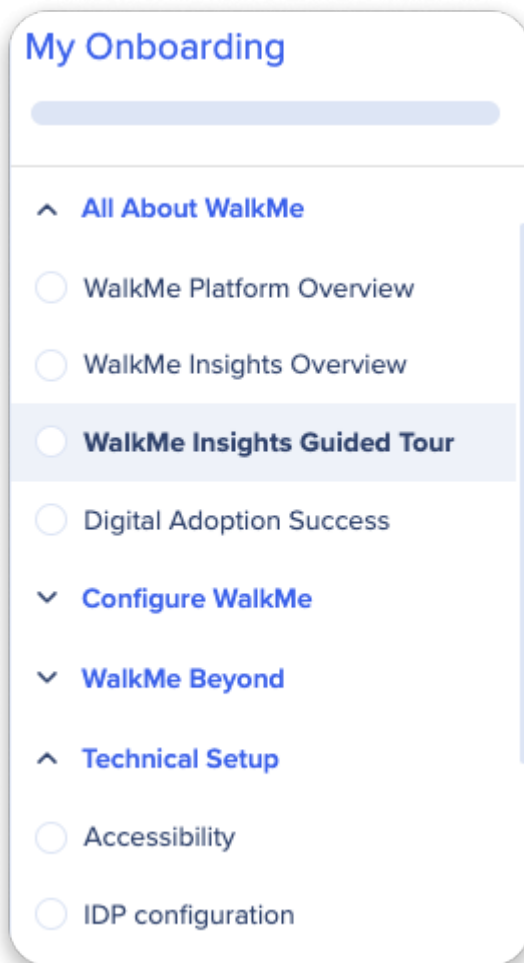 My Onboarding
All About WalkMe
WalkMe Platform Overview
WalkMe Insights Overview
WalkMe Insights Guided Tour
Digital Adoption Success
Configure WalkMe
WalkMe Beyond
Technical Setup
Accessibility
IDP configuration